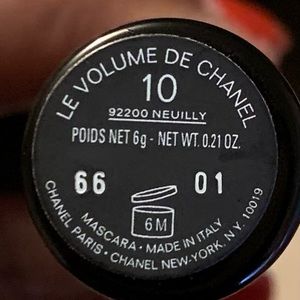 LE VOLUME DE CHANEL
10
92200 NEUILLY
POIDS NET 6g - NET WT. 0.21 OZ.
66 01
6M
MASCARA • MADE IN ITALY
CHANEL PARIS • CHANEL NEW-YORK, N.Y. 10019